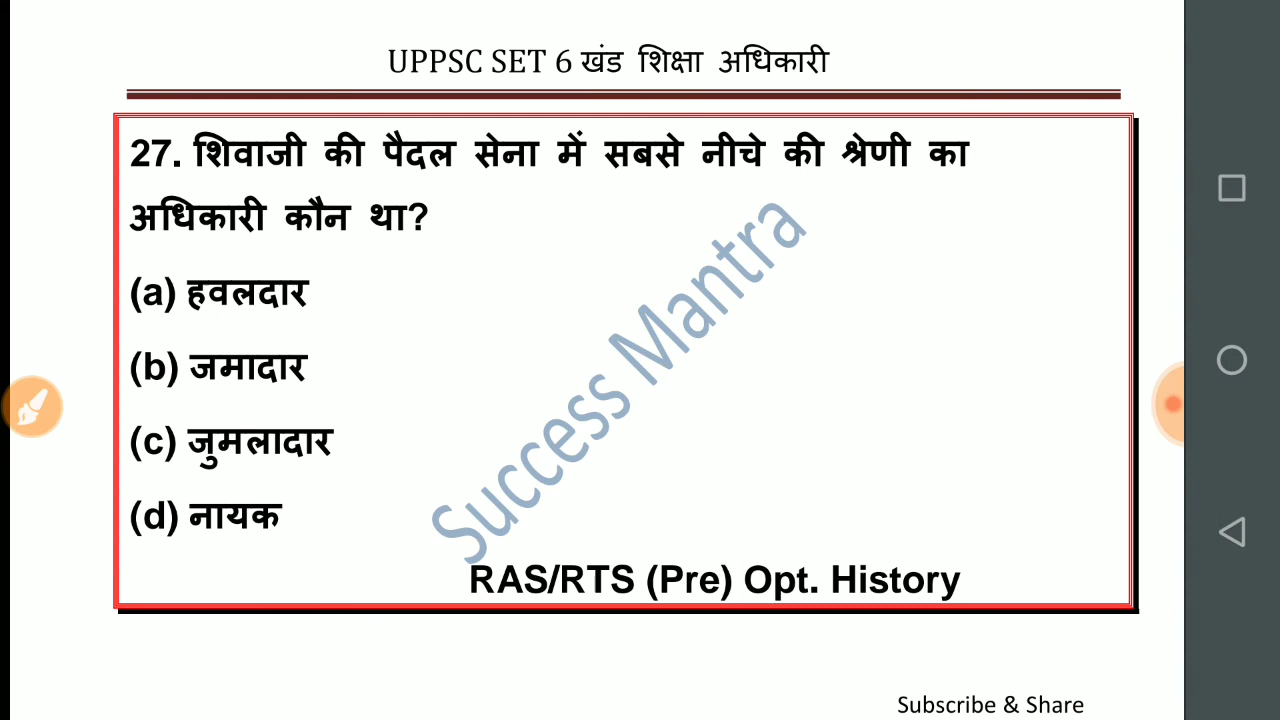 UPPSC SET 6 खंड शिक्षा अधिकारी
27. शिवाजी की पैदल सेना में सबसे नीचे की श्रेणी का
अधिकारी कौन था?
(a) हवलदार
(b) जमादार
(c) जुमलादार
(d) नायक
Success Mantra
RAS/RTS (Pre) Opt. History
Subscribe & Share